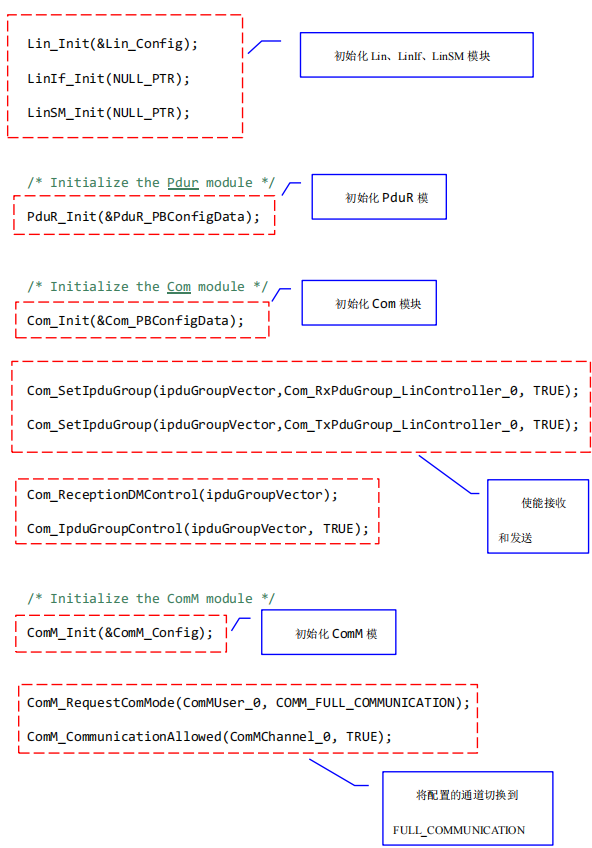 Lin_Init(&Lin_Config);
LinIf_Init(NULL_PTR);
LinSM_Init(NULL_PTR);
初始化 Lin、LinIf、LinSM 模块
/* Initialize the Pdur module */
PduR_Init(&PduR_PBConfigData);
初始化 PduR 模
/* Initialize the Com module */
Com_Init(&Com_PBConfigData);
初始化 Com 模块
Com_SetIpduGroup(ipduGroupVector,Com_RxPduGroup_LinController_0, TRUE);
Com_SetIpduGroup(ipduGroupVector,Com_TxPduGroup_LinController_0, TRUE);
Com_ReceptionDMControl(ipduGroupVector);
Com_IpduGroupControl(ipduGroupVector, TRUE);
使能接收
和发送
/* Initialize the ComM module */
ComM_Init(&ComM_Config);
初始化 ComM 模
ComM_RequestComMode(ComMUser_0, COMM_FULL_COMMUNICATION);
ComM_CommunicationAllowed(ComMChannel_0, TRUE);
将配置的通道切换到
FULL_COMMUNICATION